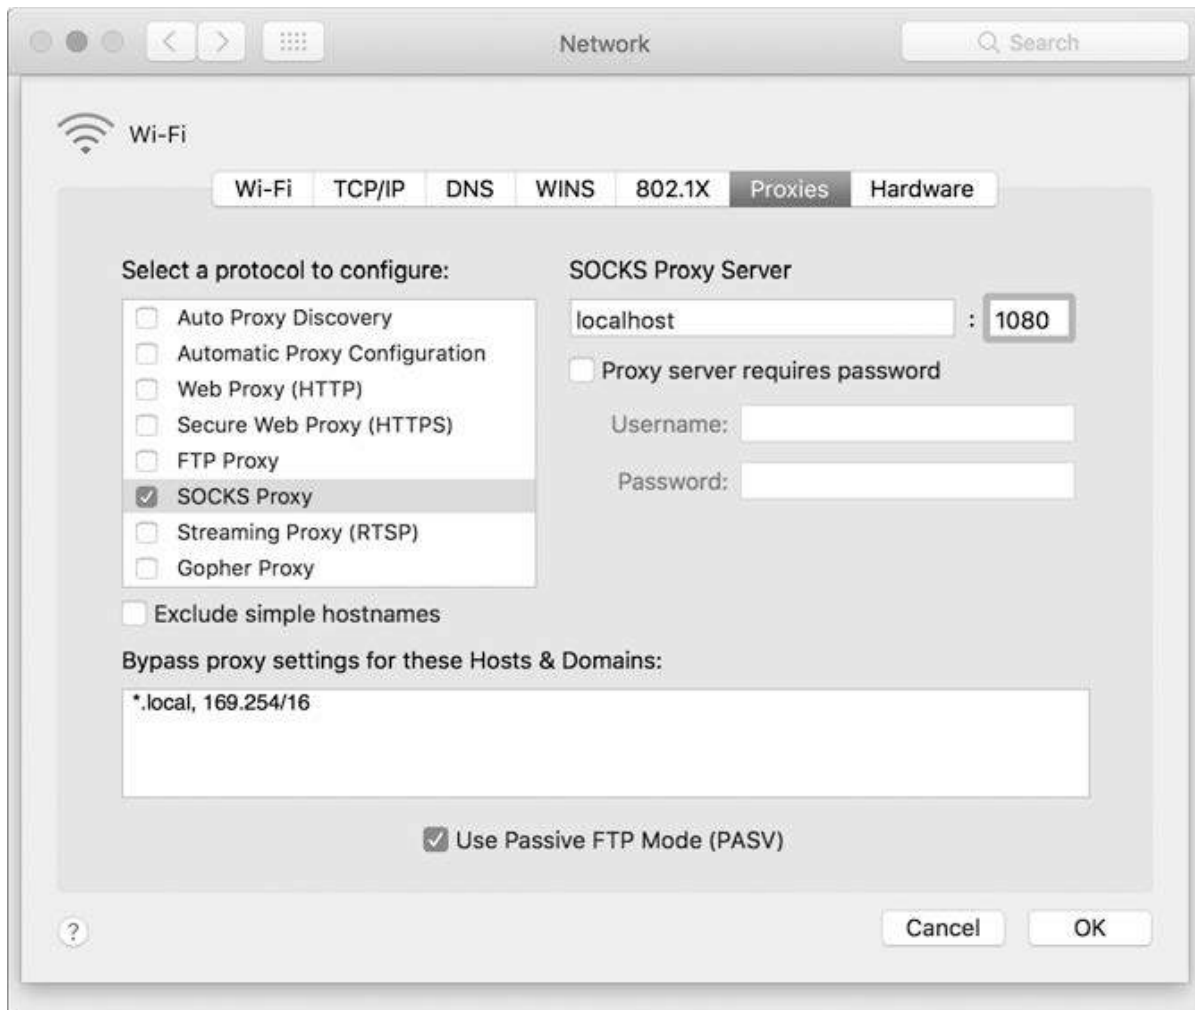 Network
Search
Wi-Fi
Wi-Fi TCP/IP DNS WINS 802.1X Proxies Hardware
Select a protocol to configure:
Auto Proxy Discovery
Automatic Proxy Configuration
Web Proxy (HTTP)
Secure Web Proxy (HTTPS)
FTP Proxy
SOCKS Proxy
Streaming Proxy (RTSP)
Gopher Proxy
Exclude simple hostnames
SOCKS Proxy Server
localhost : 1080
Proxy server requires password
Username:
Password:
Bypass proxy settings for these Hosts & Domains:
*.local, 169.254/16
Use Passive FTP Mode (PASV)
?
Cancel OK